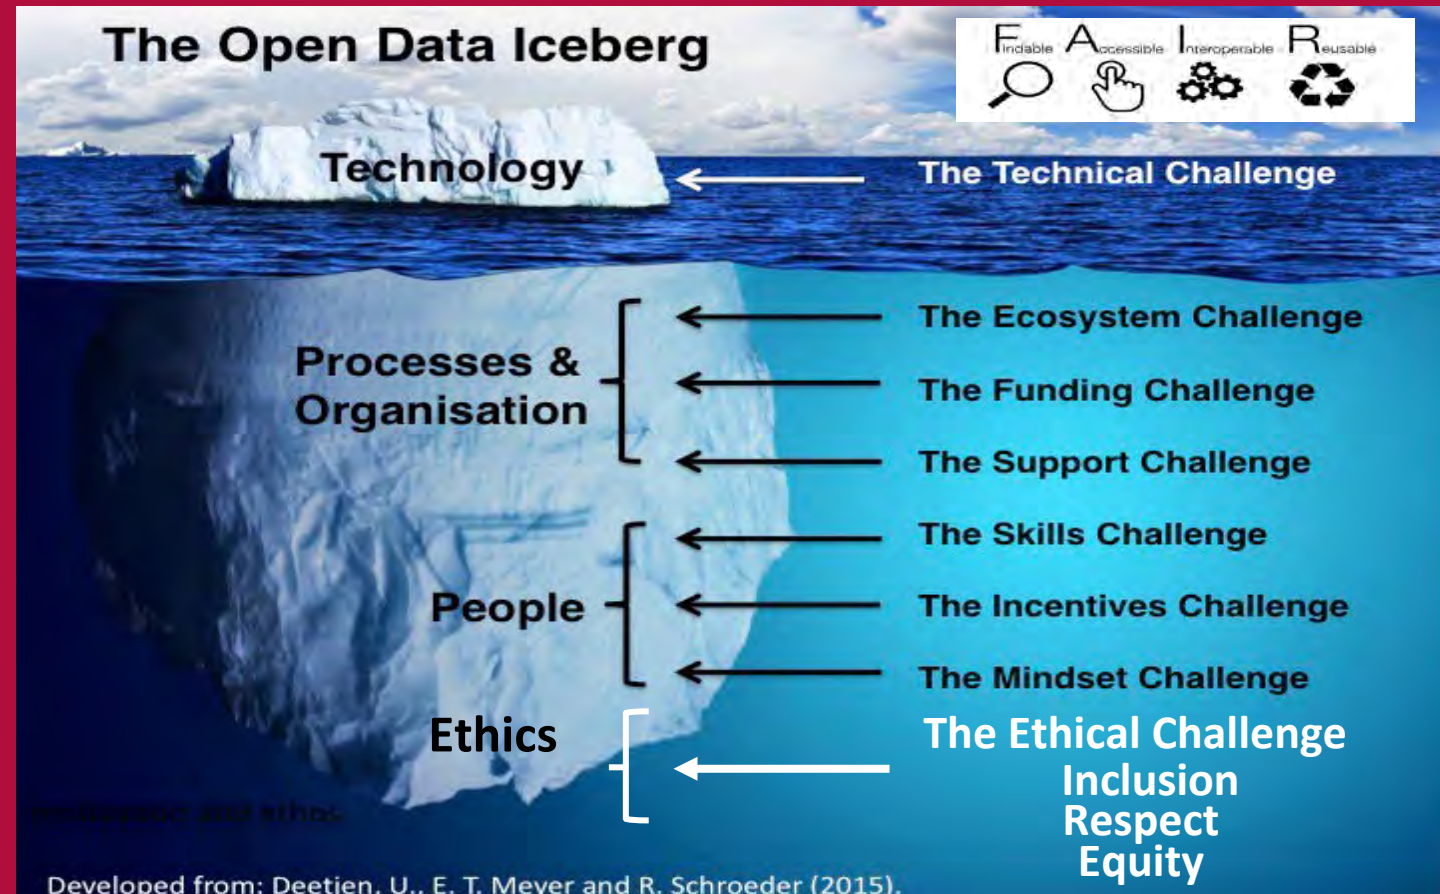 The Open Data Iceberg
Findable Accessible Interoperable Reusable
Technology
The Technical Challenge
Processes &
Organisation
The Ecosystem Challenge
The Funding Challenge
The Support Challenge
People
The Skills Challenge
The Incentives Challenge
The Mindset Challenge
Ethics
The Ethical Challenge
Inclusion
Respect
Equity
and ethos
Developed from: Deetjen, U., E. T. Meyer and R. Schroeder (2015).